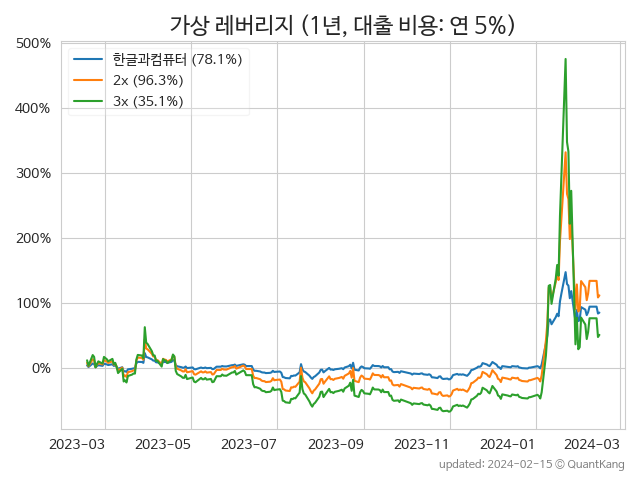 가상 레버리지 (1년, 대출 비용: 연 5%)
500%
400%
300%
200%
100%
0%
한글과컴퓨터 (78.1%)
2x (96.3%)
3x (35.1%)
2023-03 2023-05 2023-07 2023-09 2023-11 2024-01 2024-03
updated: 2024-02-15 © QuantKang